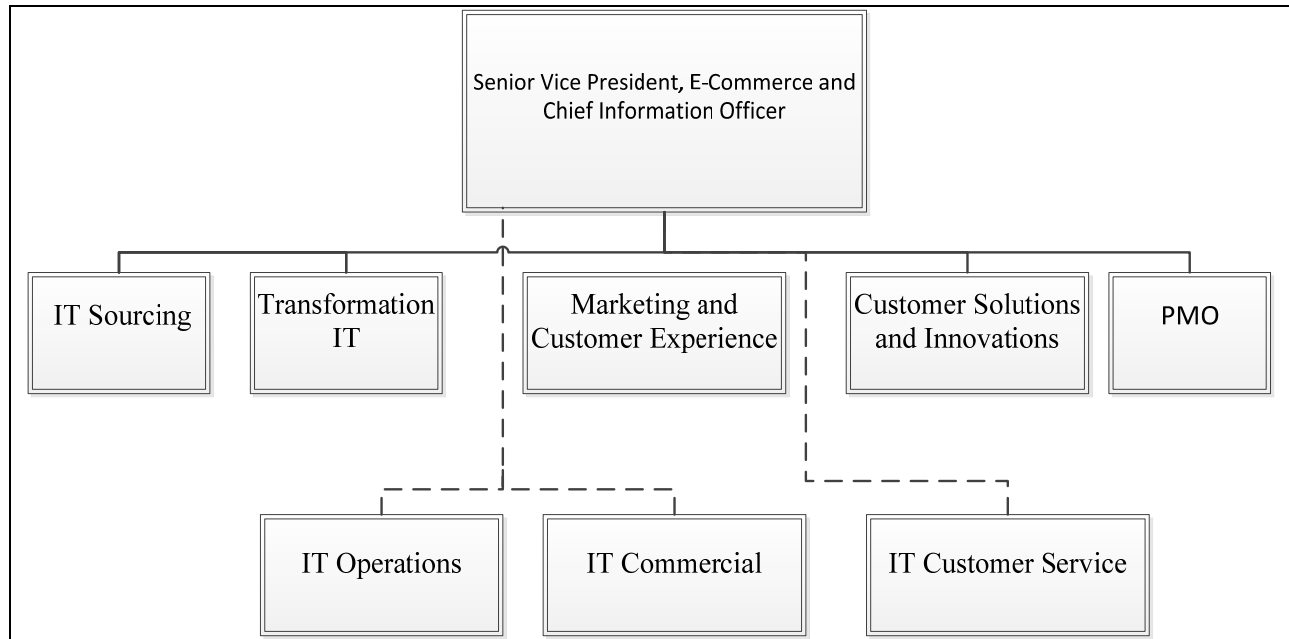 Senior Vice President, E-Commerce and
Chief Information Officer
IT Sourcing
Transformation
IT
Marketing and
Customer Experience
Customer Solutions
and Innovations
PMO
IT Operations
IT Commercial
IT Customer Service